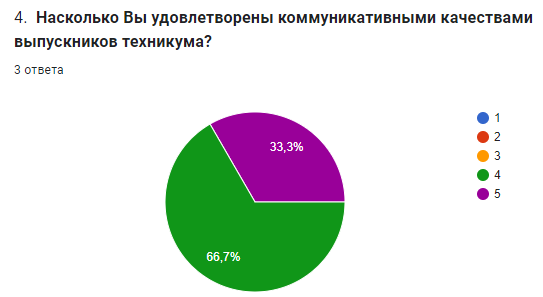 4. Насколько Вы удовлетворены коммуникативными качествами
выпускников техникума?
3 ответа
33,3%
66,7%
1
2
3
4
5